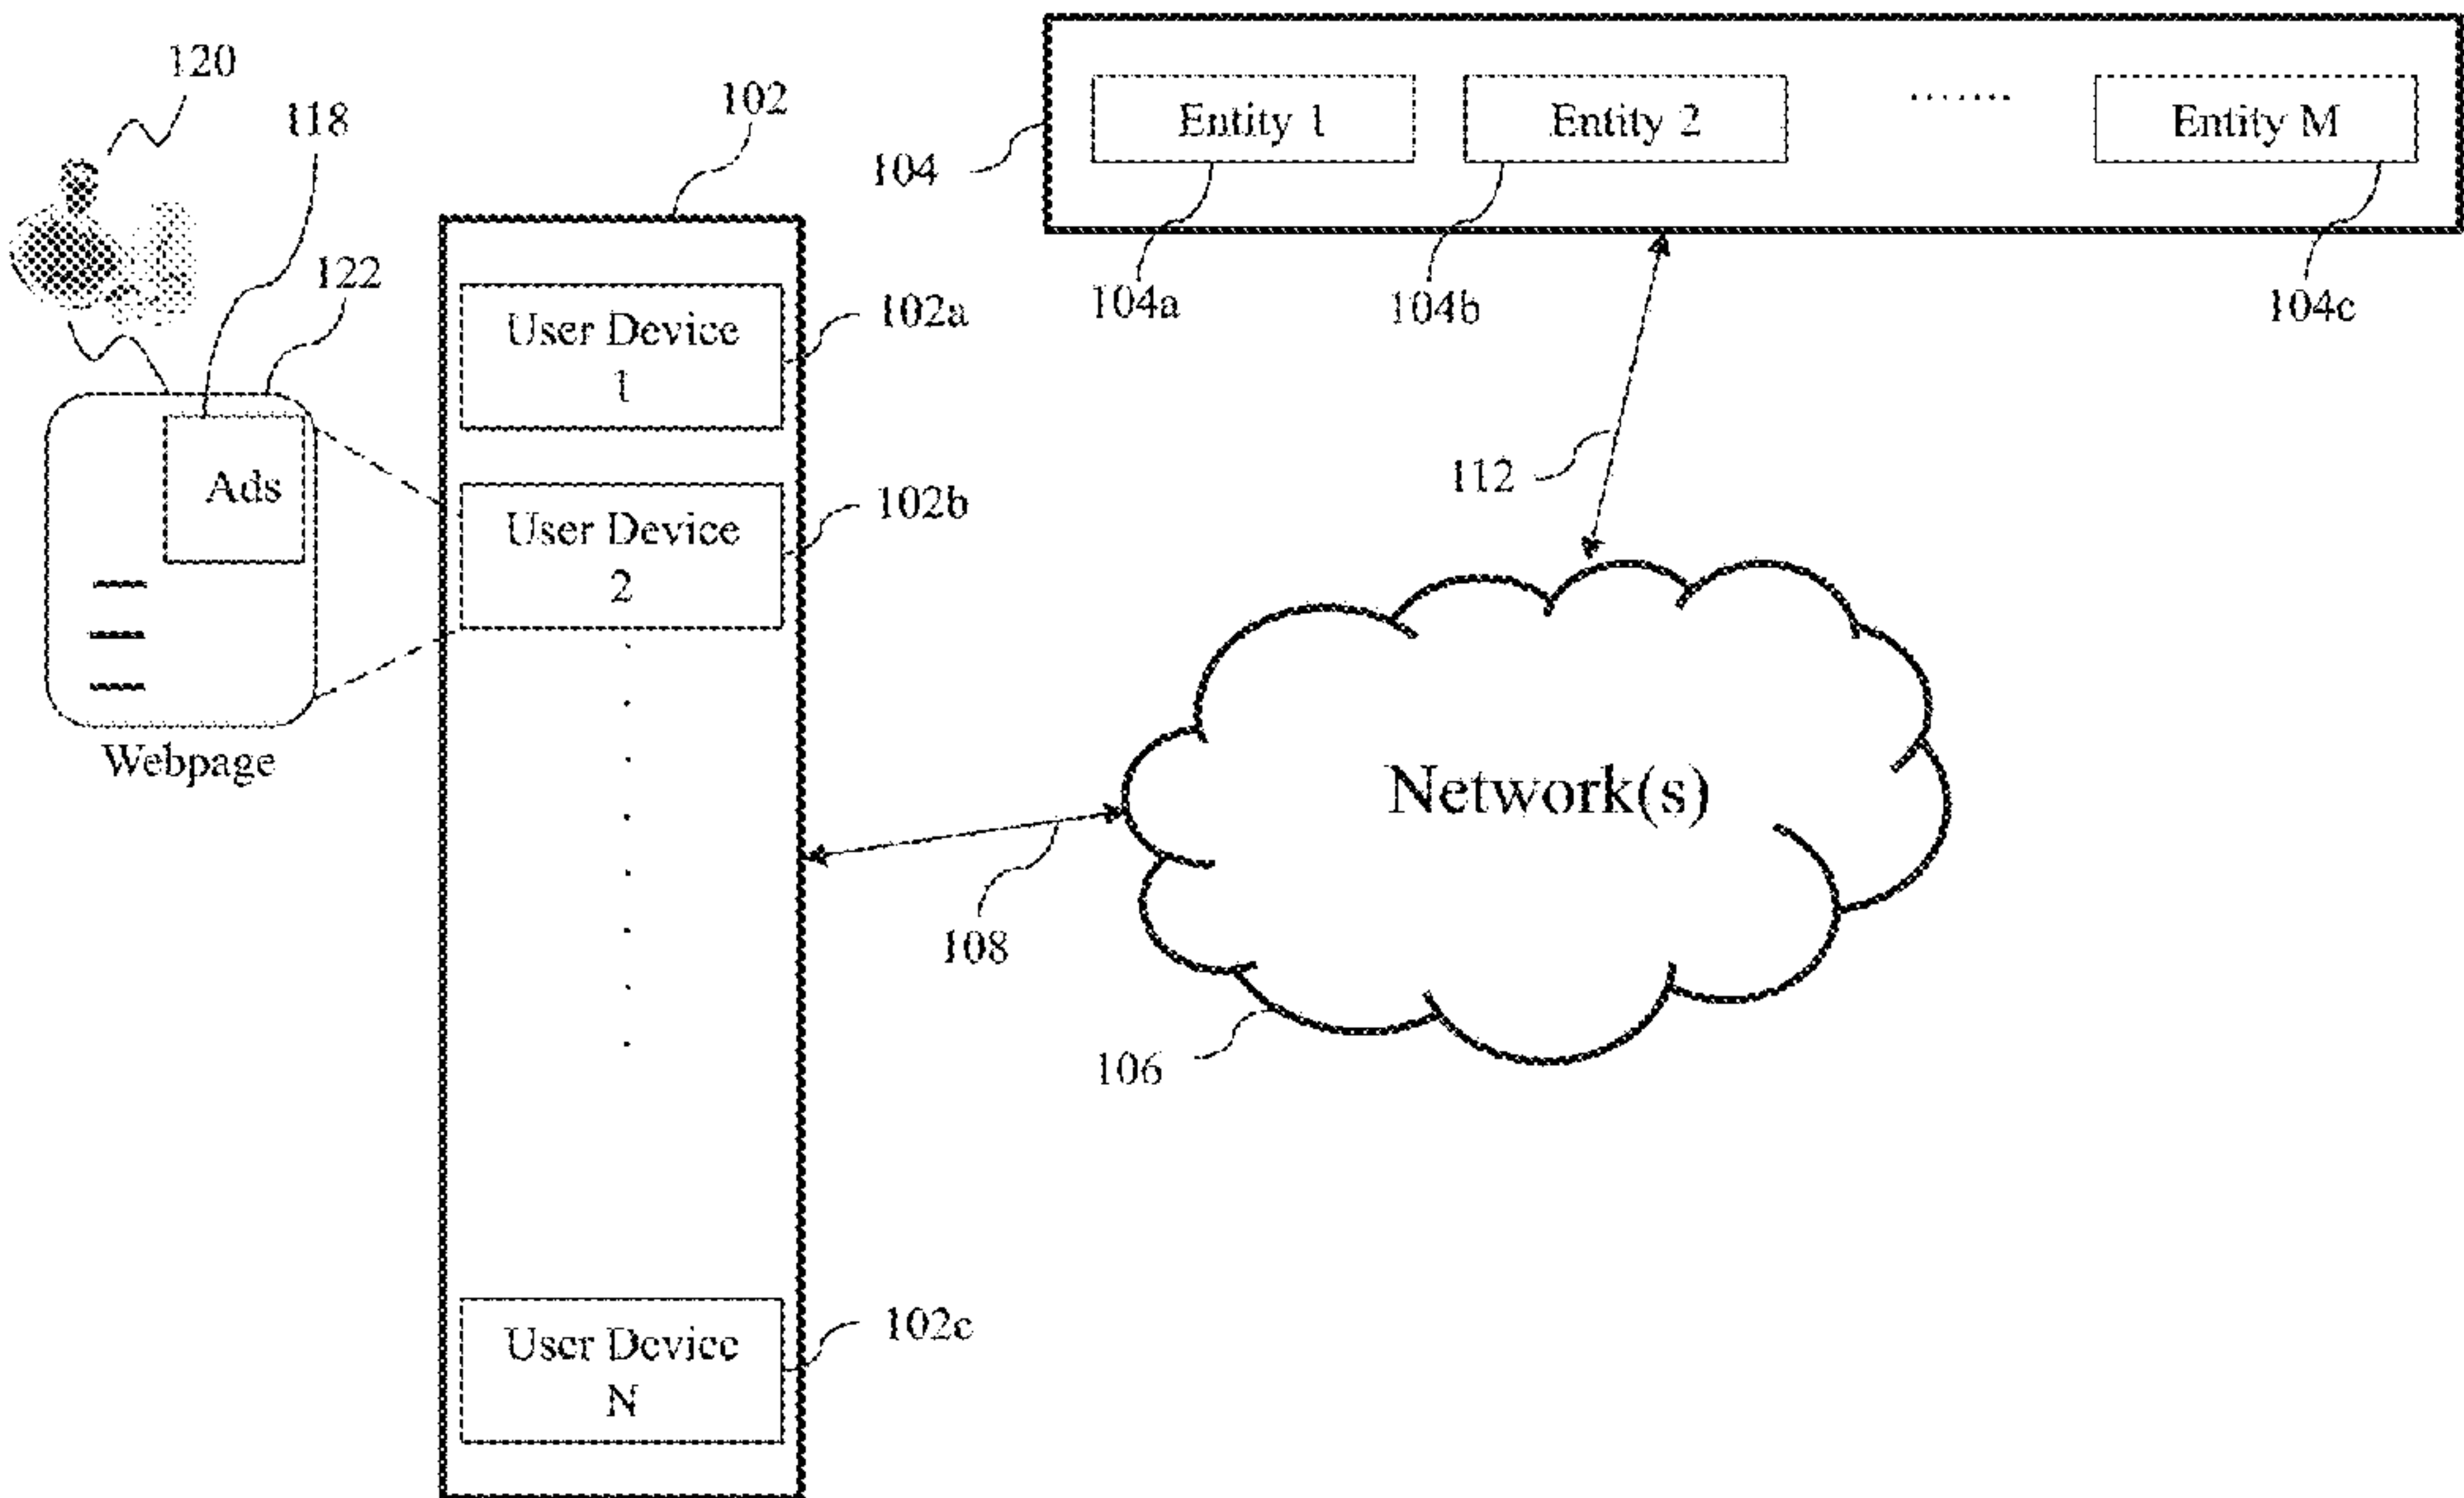 120
118
102
Entity 1
Entity 2
.......
Entity M
104
122
102a
104a
104b
104c
User Device
1
Ads
112
102b
User Device
2
Webpage
Network(s)
108
106
User Device
N
102c